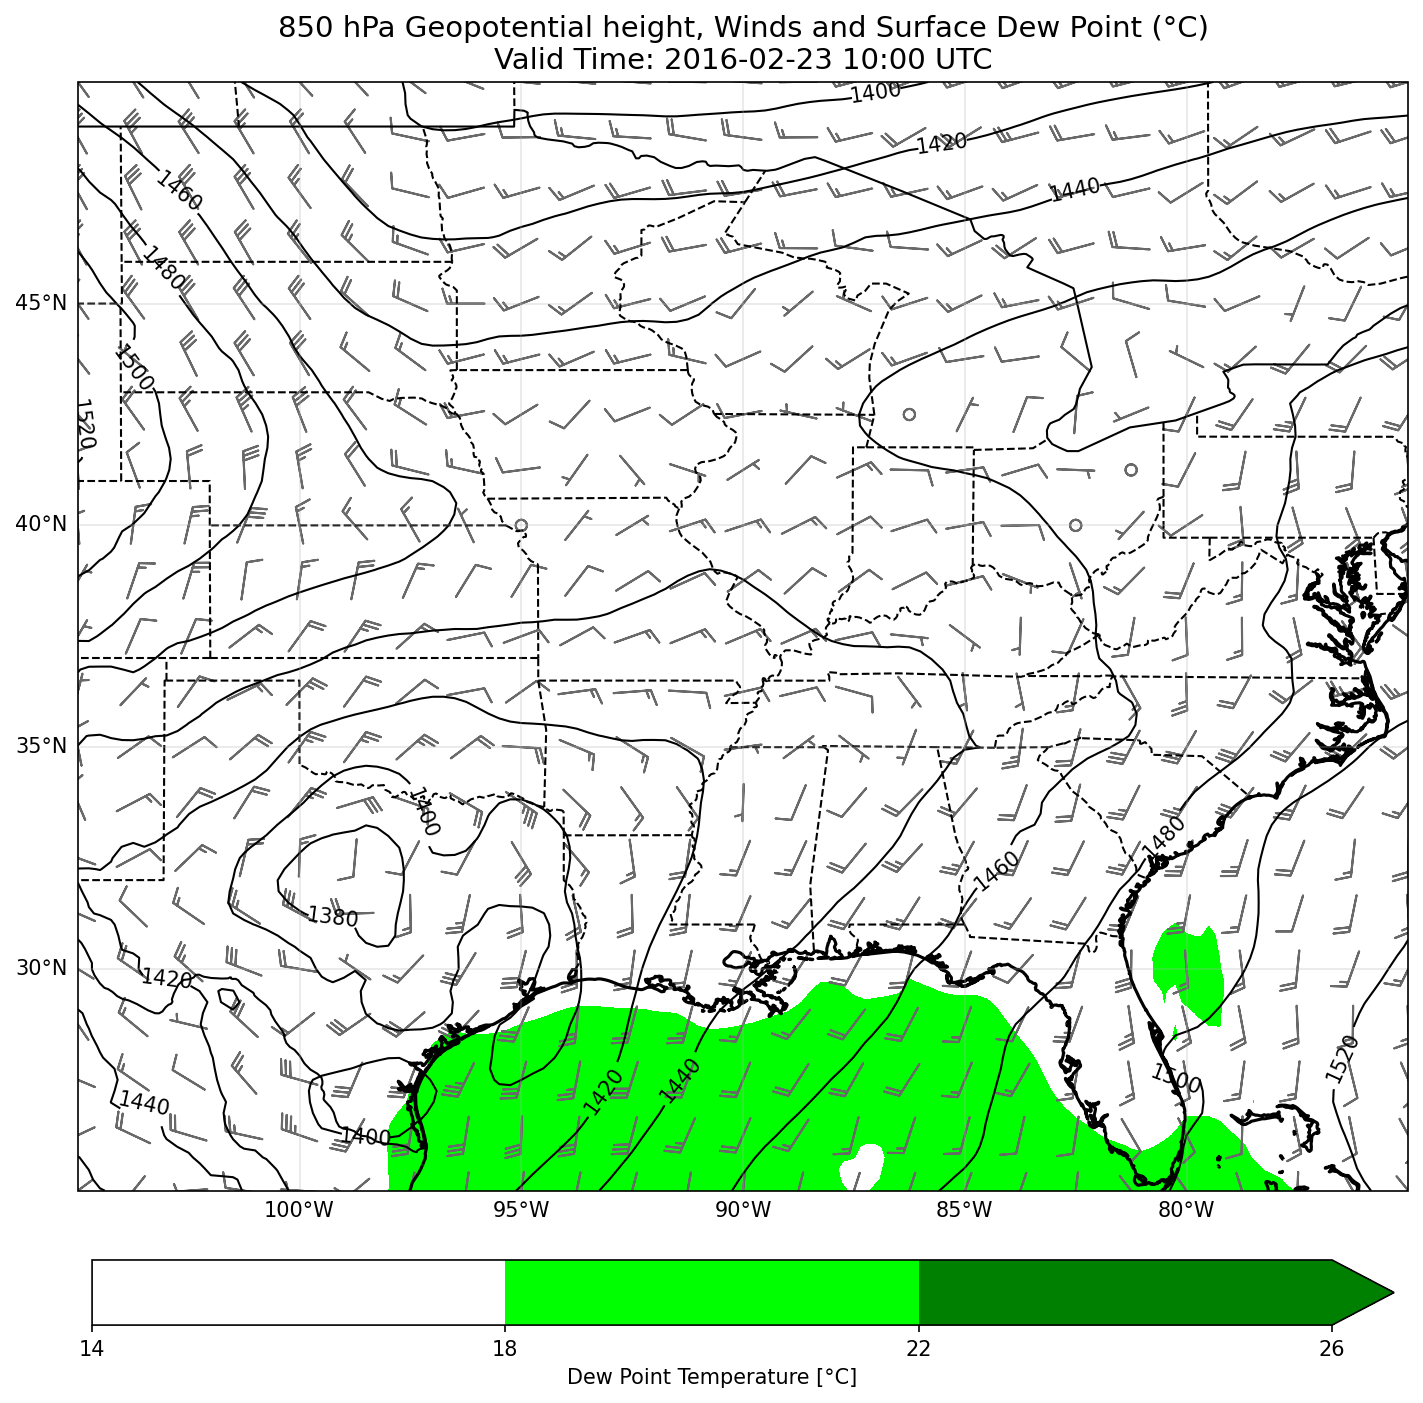 850 hPa Geopotential height, Winds and Surface Dew Point (°C)
Valid Time: 2016-02-23 10:00 UTC
1400
1420
1440
1460
1480
1500
1520
1400
1380
1420
1440
1400
1420
1440
1460
1480
1500
1520
45°N
40°N
35°N
30°N
100°W 95°W 90°W 85°W 80°W
14 18 22 26
Dew Point Temperature [°C]